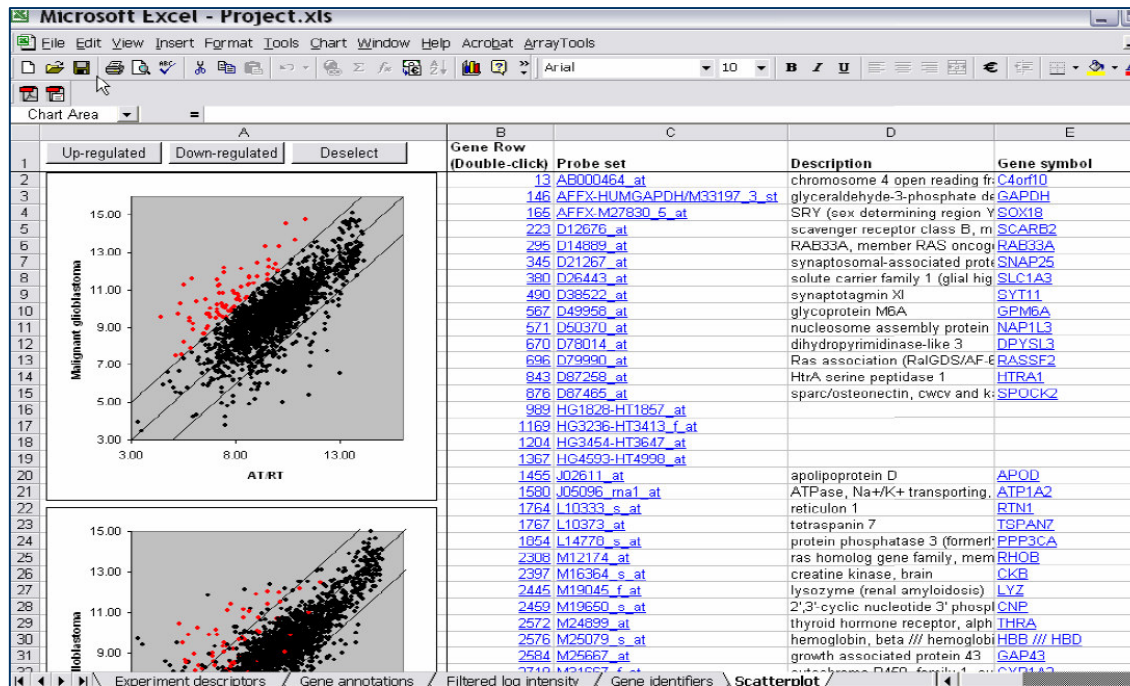 Microsoft Excel - Project.xls
File Edit View Insert Format Tools Chart Window Help Acrobat ArrayTools
Arial 10 B I U €
Chart Area =
A B C D E
Up-regulated Down-regulated Deselect
1 Gene Row (Double-click) Probe set Description Gene symbol
2 13 AB000464_at chromosome 4 open reading fr C4orf10
3 146 AFFX-HUMGAPDH/M33197_3_st glyceraldehyde-3-phosphate de GAPDH
4 165 AFFX-M27830_5_at SRY (sex determining region Y SOX18
5 223 D12676_at scavenger receptor class B, m SCARB2
6 295 D14889_at RAB33A, member RAS oncog RAB33A
7 345 D21267_at synaptosomal-associated prote SNAP25
8 380 D26443_at solute carrier family 1 (glial hig SLC1A3
9 490 D38522_at synaptotagmin XI SYT11
10 567 D49958_at glycoprotein M6A GPM6A
11 571 D50370_at nucleosome assembly protein NAP1L3
12 670 D78014_at dihydropyrimidinase-like 3 DPYSL3
13 696 D79990_at Ras association (RalGDS/AF-6 RASSF2
14 843 D87258_at HtrA serine peptidase 1 HTRA1
15 876 D87465_at sparc/osteonectin, cwcv and k SPOCK2
16 989 HG1828-HT1857_at
17 1169 HG3236-HT3413_f_at
18 1204 HG3454-HT3647_at
19 1367 HG4593-HT4998_at
20 1455 J02611_at apolipoprotein D APOD
21 1580 J05096_rna1_at ATPase, Na+/K+ transporting, ATP1A2
22 1764 L10333_s_at reticulon 1 RTN1
23 1767 L10373_at tetraspanin 7 TSPAN7
24 1854 L14778_s_at protein phosphatase 3 (formerl PPP3CA
25 2308 M12174_at ras homolog gene family, mem RHOB
26 2397 M16364_s_at creatine kinase, brain CKB
27 2445 M19045_f_at lysozyme (renal amyloidosis) LYZ
28 2459 M19650_s_at 2',3'-cyclic nucleotide 3' phospl CNP
29 2572 M24899_at thyroid hormone receptor, alph THRA
30 2576 M25079_s_at hemoglobin, beta /// hemoglobi HBB /// HBD
31 2584 M25667_at growth associated protein 43 GAP43
15.00
13.00
11.00
9.00
7.00
5.00
3.00
3.00 8.00 13.00
Malignant glioblastoma
AT/RT
15.00
13.00
11.00
9.00
lioblastoma
Experiment descriptors Gene annotations Filtered log intensity Gene identifiers Scatterplot